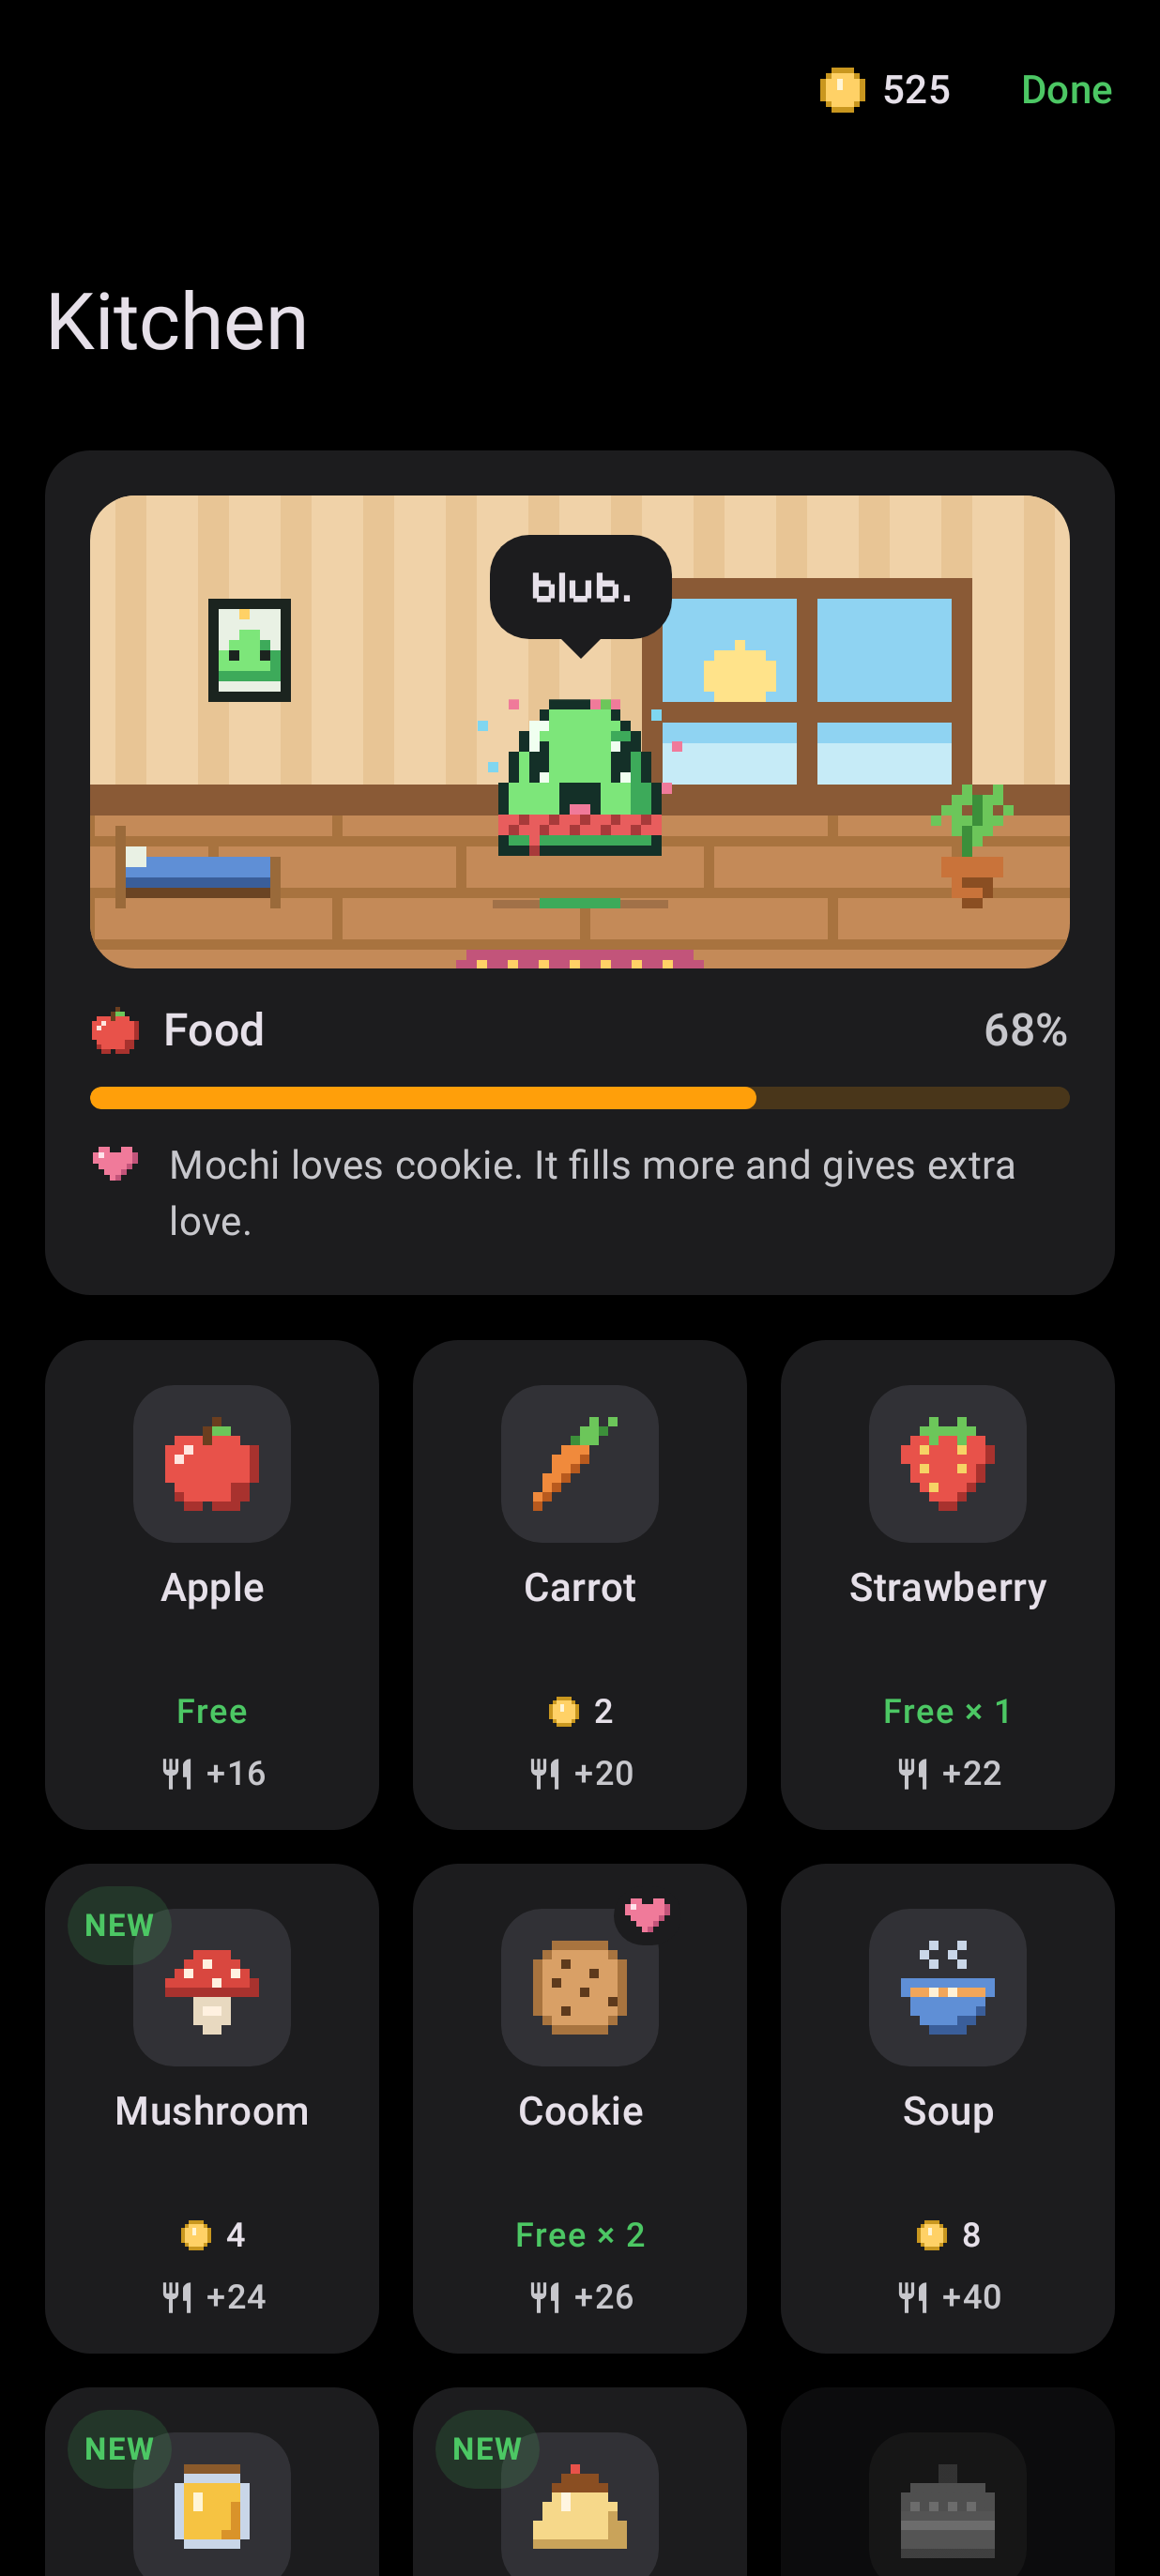 525 Done
Kitchen
blub.
Food 68%
Mochi loves cookie. It fills more and gives extra
love.
Apple Carrot Strawberry
Free 2 Free × 1
+16 +20 +22
NEW
Mushroom Cookie Soup
4 Free × 2 8
+24 +26 +40
NEW NEW